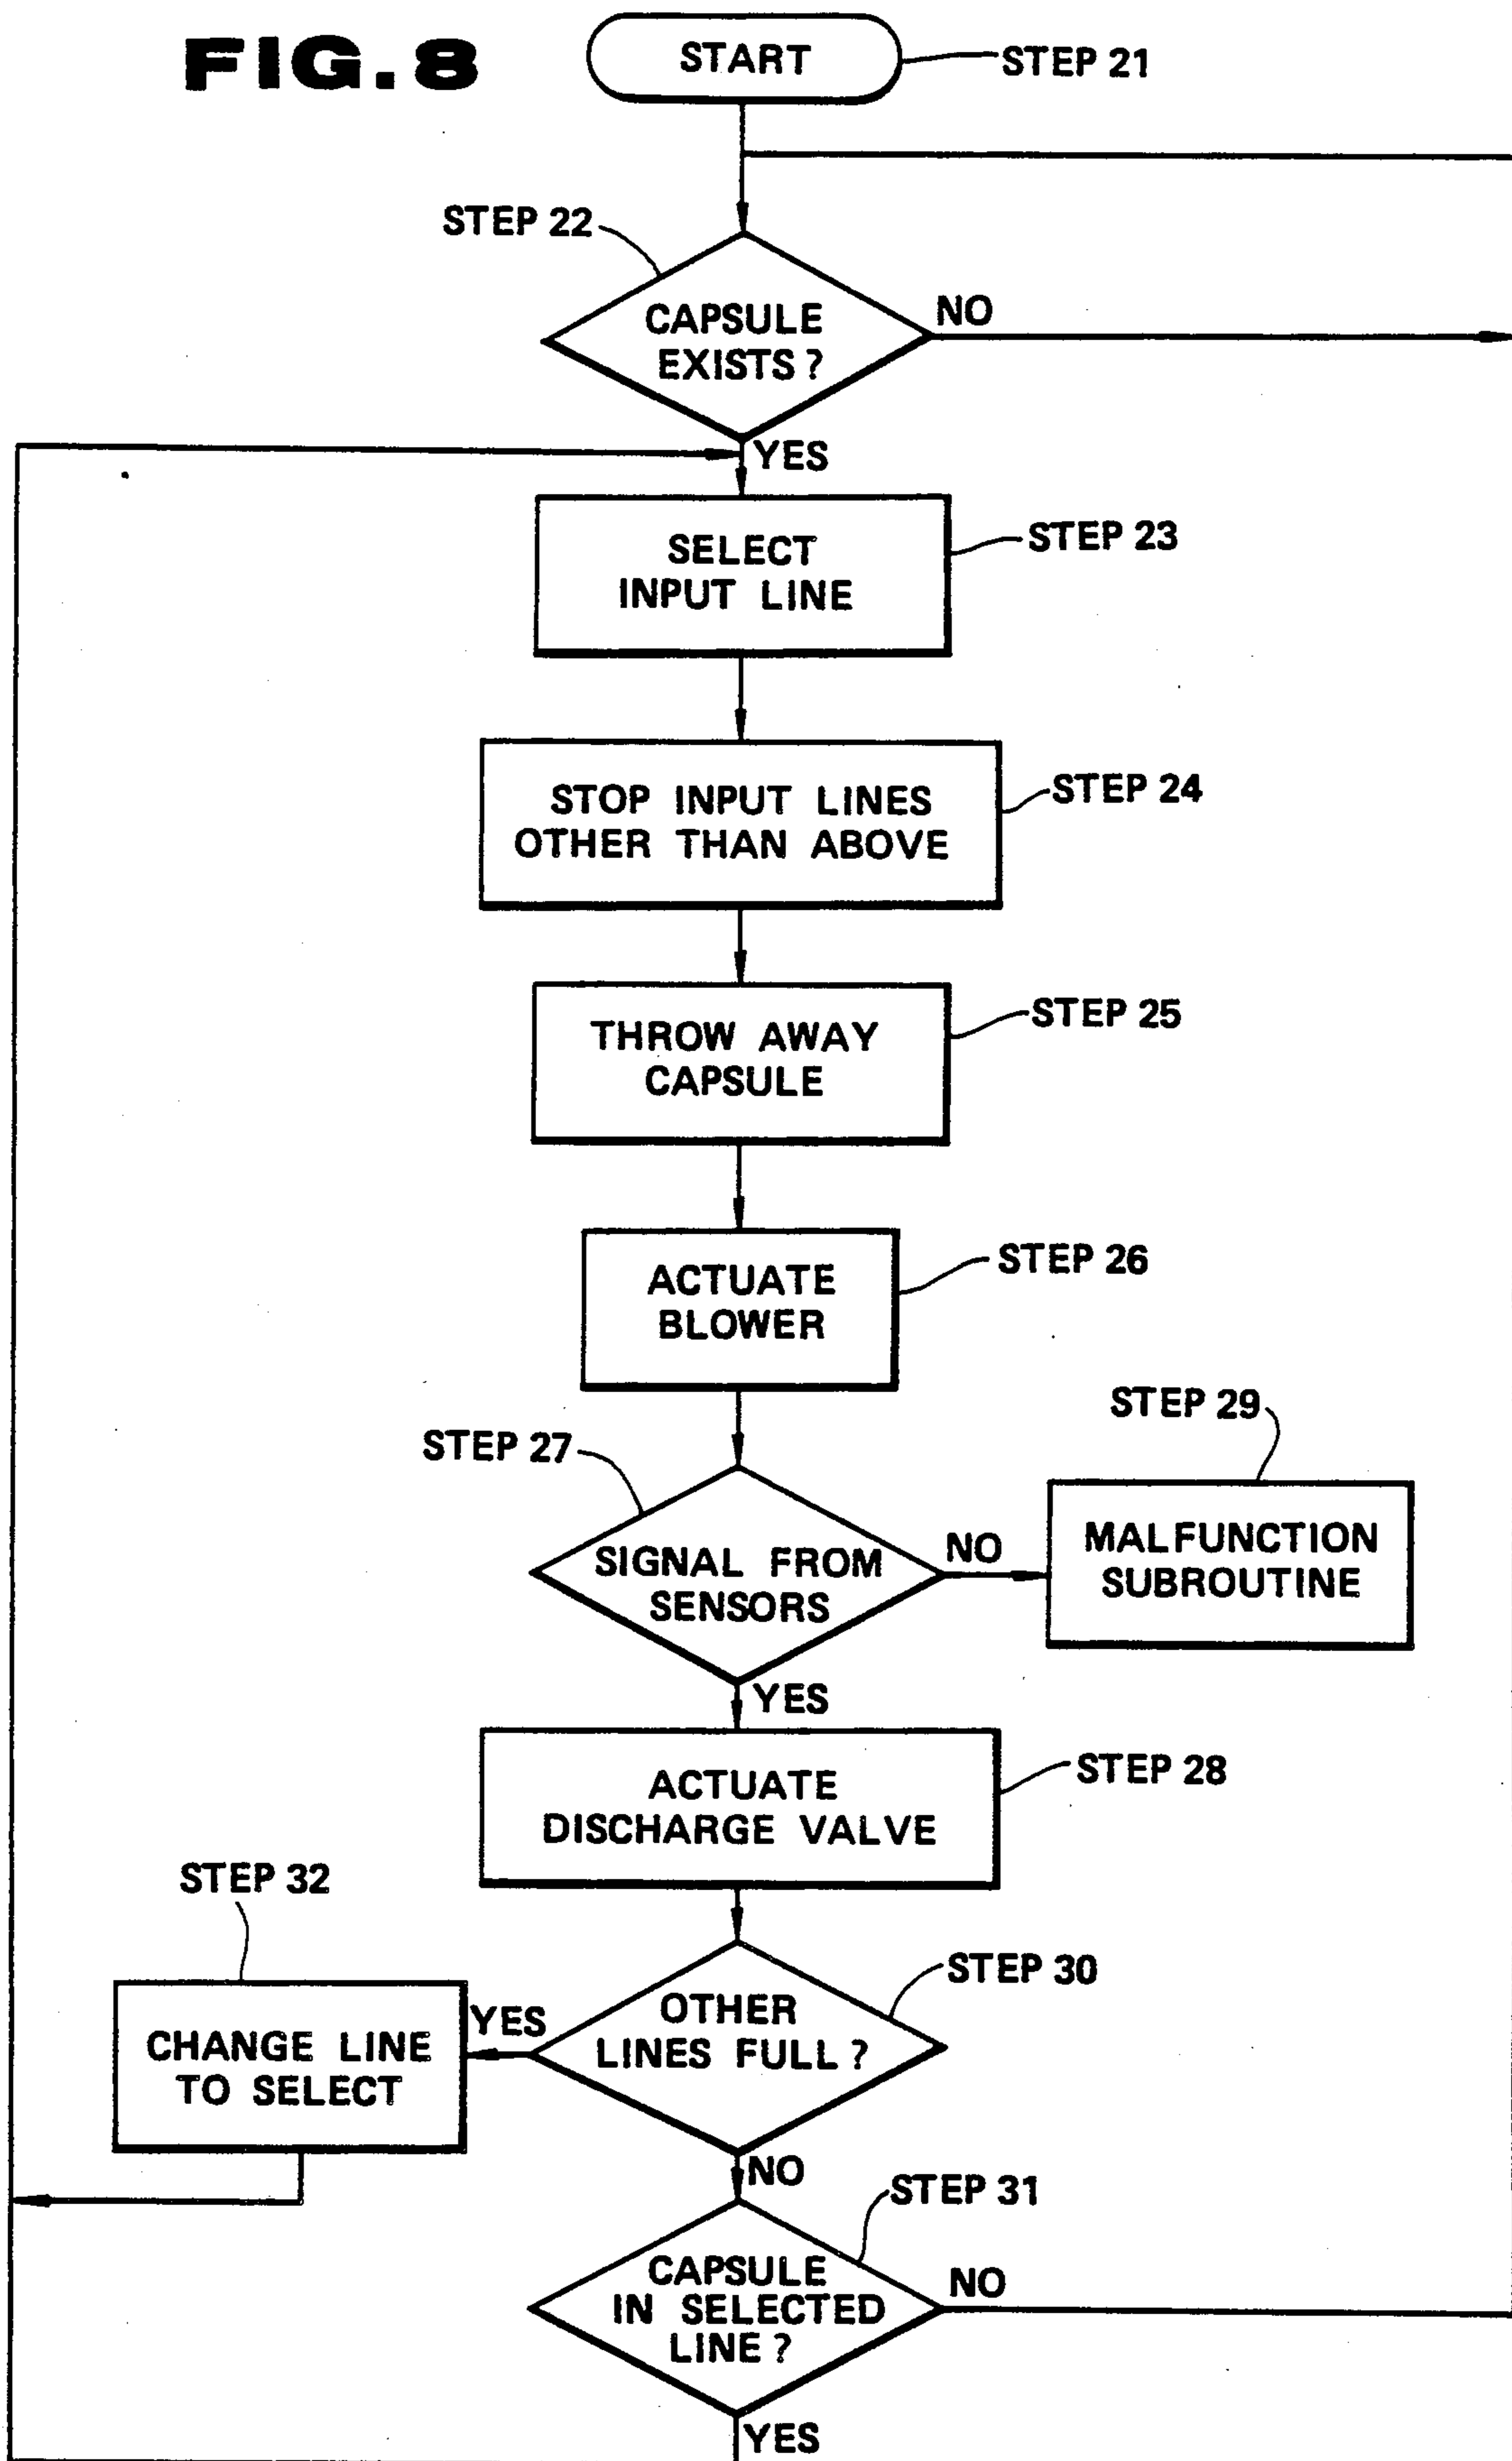 FIG.8
START
STEP 21
STEP 22
CAPSULE
EXISTS ?
NO
YES
SELECT
INPUT LINE
STEP 23
STOP INPUT LINES
OTHER THAN ABOVE
STEP 24
THROW AWAY
CAPSULE
STEP 25
ACTUATE
BLOWER
STEP 26
STEP 27
SIGNAL FROM
SENSORS
NO
STEP 29
MALFUNCTION
SUBROUTINE
YES
ACTUATE
DISCHARGE VALVE
STEP 28
STEP 32
CHANGE LINE
TO SELECT
YES
OTHER
LINES FULL ?
STEP 30
NO
STEP 31
CAPSULE
IN SELECTED
LINE ?
NO
YES